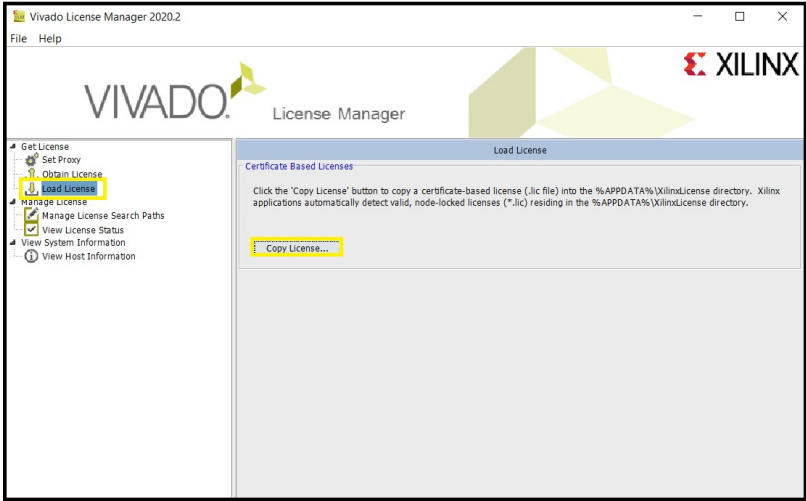 Vivado License Manager 2020.2
File Help
VIVADO.
License Manager
XILINX
Get License
Set Proxy
Obtain License
Load License
Manage License
Manage License Search Paths
View License Status
View System Information
View Host Information
Load License
Certificate Based Licenses
Click the 'Copy License' button to copy a certificate-based license (.lic file) into the %APPDATA%\XilinxLicense directory. Xilinx
applications automatically detect valid, node-locked licenses (*.lic) residing in the %APPDATA%\XilinxLicense directory.
Copy License...